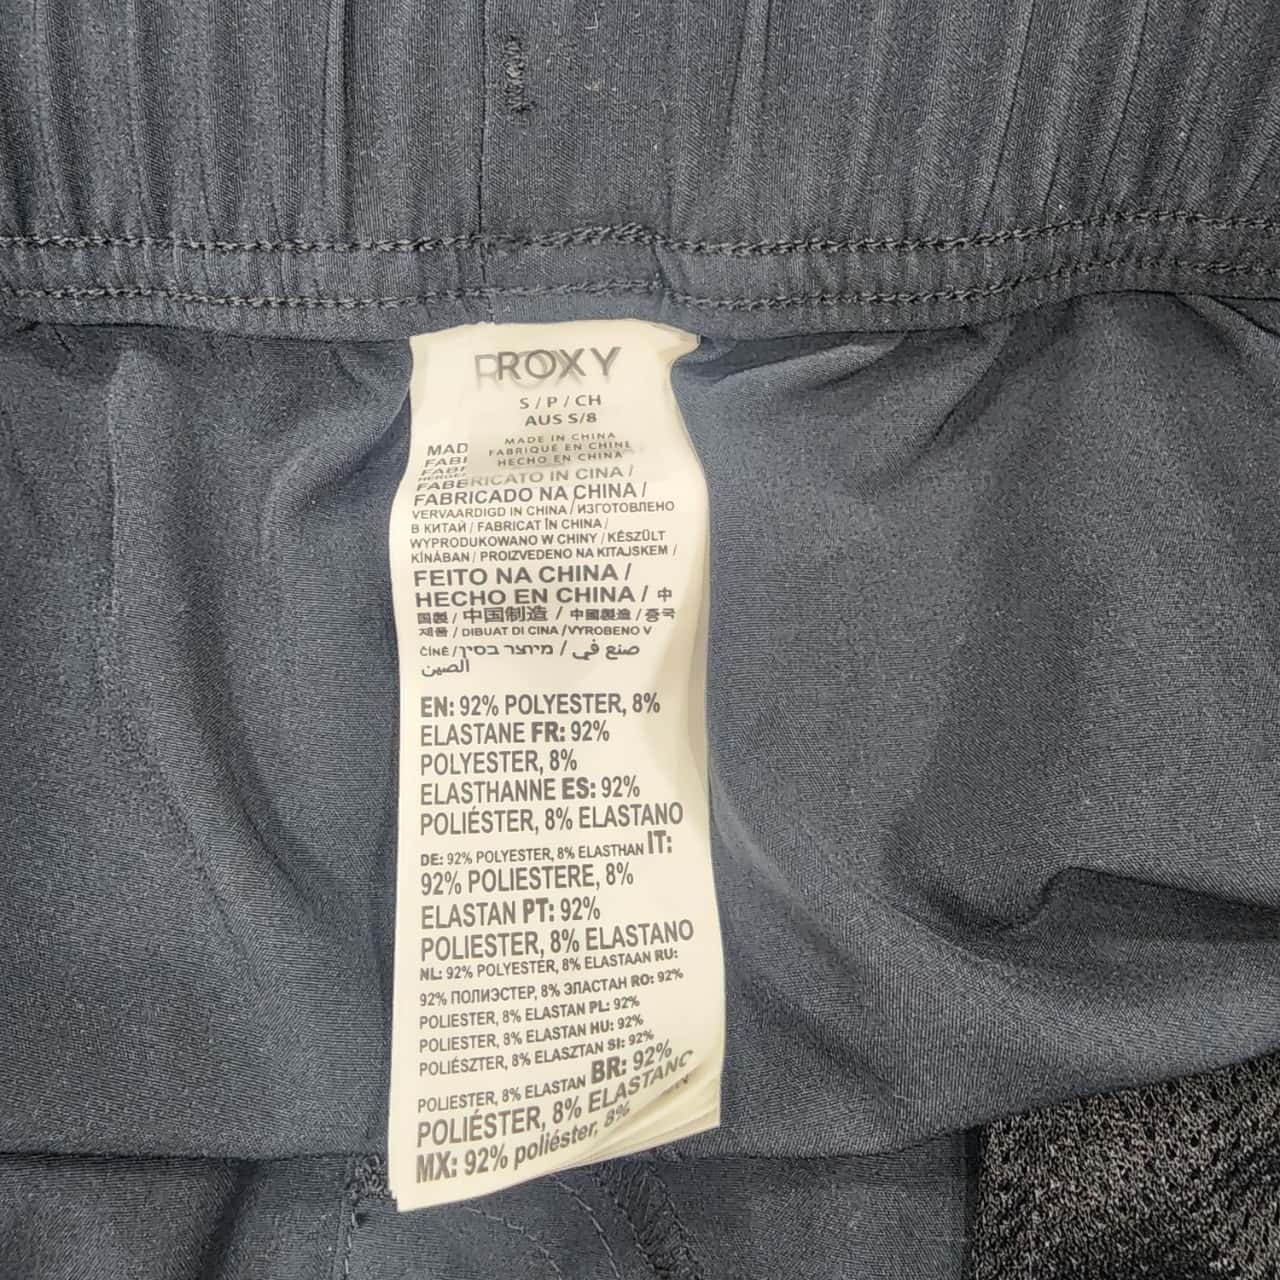 ROXY
S / P / CH
AUS S/8
MADE IN CHINA
FABRIQUÉ EN CHINE
HECHO EN CHINA
FABBRICATO IN CINA /
FABRICADO NA CHINA /
VERVAARDIGD IN CHINA / ИЗГОТОВЛЕНО
В КИТАЙ / FABRICAT ÎN CHINA /
WYPRODUKOWANO W CHINY / KÉSZÜLT
KÍNÁBAN / PROIZVEDENO NA KITAJSKEM /
FEITO NA CHINA /
HECHO EN CHINA / 中
国製 / 中国制造 / 中國製造 / 중국
제품 / DIBUAT DI CINA /VYROBENO V
ČÍNĚ / מיוצר בסין / صنع في
الصين
EN: 92% POLYESTER, 8%
ELASTANE FR: 92%
POLYESTER, 8%
ELASTHANNE ES: 92%
POLIÉSTER, 8% ELASTANO
DE: 92% POLYESTER, 8% ELASTHAN IT:
92% POLIESTERE, 8%
ELASTAN PT: 92%
POLIESTER, 8% ELASTANO
NL: 92% POLYESTER, 8% ELASTAAN RU:
92% ПОЛИЭСТЕР, 8% ЭЛАСТАН RO: 92%
POLIESTER, 8% ELASTAN PL: 92%
POLIESTER, 8% ELASTAN HU: 92%
POLIÉSZTER, 8% ELASZTAN SI: 92%
POLIESTER, 8% ELASTAN BR: 92%
POLIÉSTER, 8% ELASTANO
MX: 92% poliéster, 8%